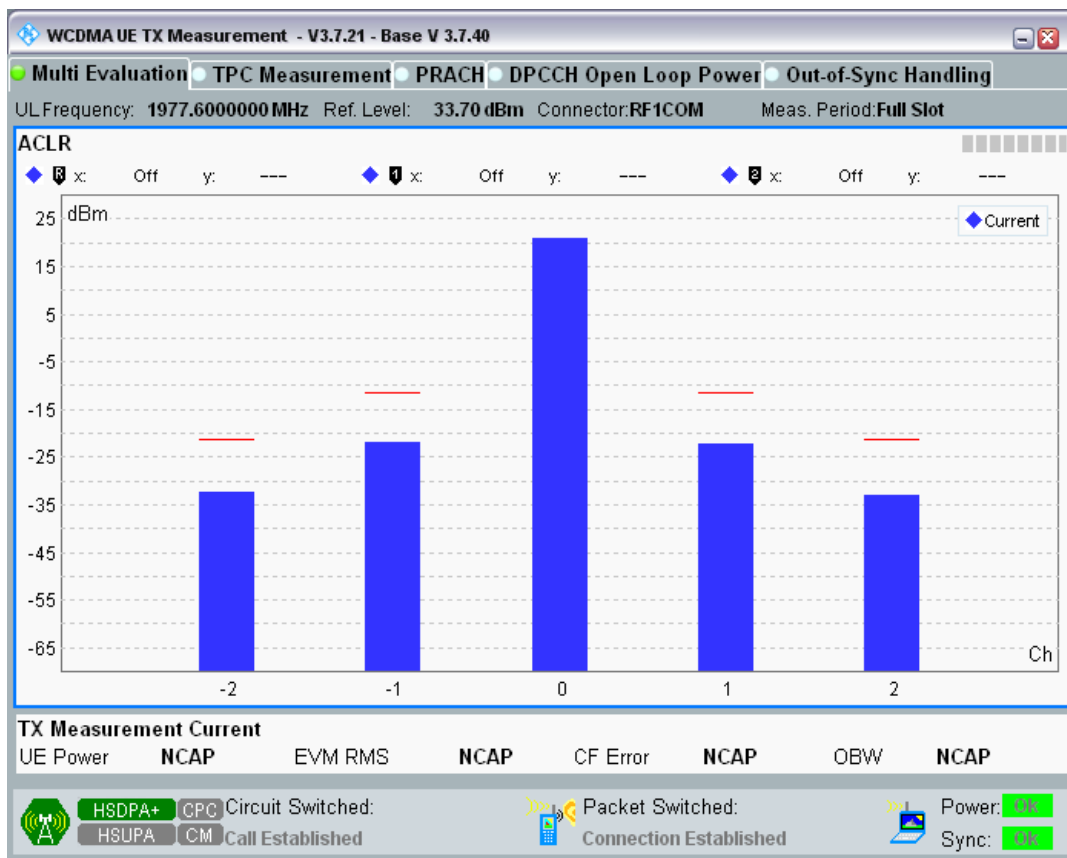 WCDMA UE TX Measurement - V3.7.21 - Base V 3.7.40
Multi Evaluation TPC Measurement PRACH DPCCH Open Loop Power Out-of-Sync Handling
UL Frequency: 1977.6000000 MHz Ref. Level: 33.70 dBm Connector:RF1COM Meas. Period:Full Slot
ACLR
R x: Off y: --- 1 x: Off y: --- 2 x: Off y: ---
dBm
Current
25
15
5
-5
-15
-25
-35
-45
-55
-65
Ch
-2 -1 0 1 2
TX Measurement Current
UE Power NCAP EVM RMS NCAP CF Error NCAP OBW NCAP
HSDPA+ CPC Circuit Switched: Packet Switched: Power: Ok
HSUPA CM Call Established Connection Established Sync: Ok